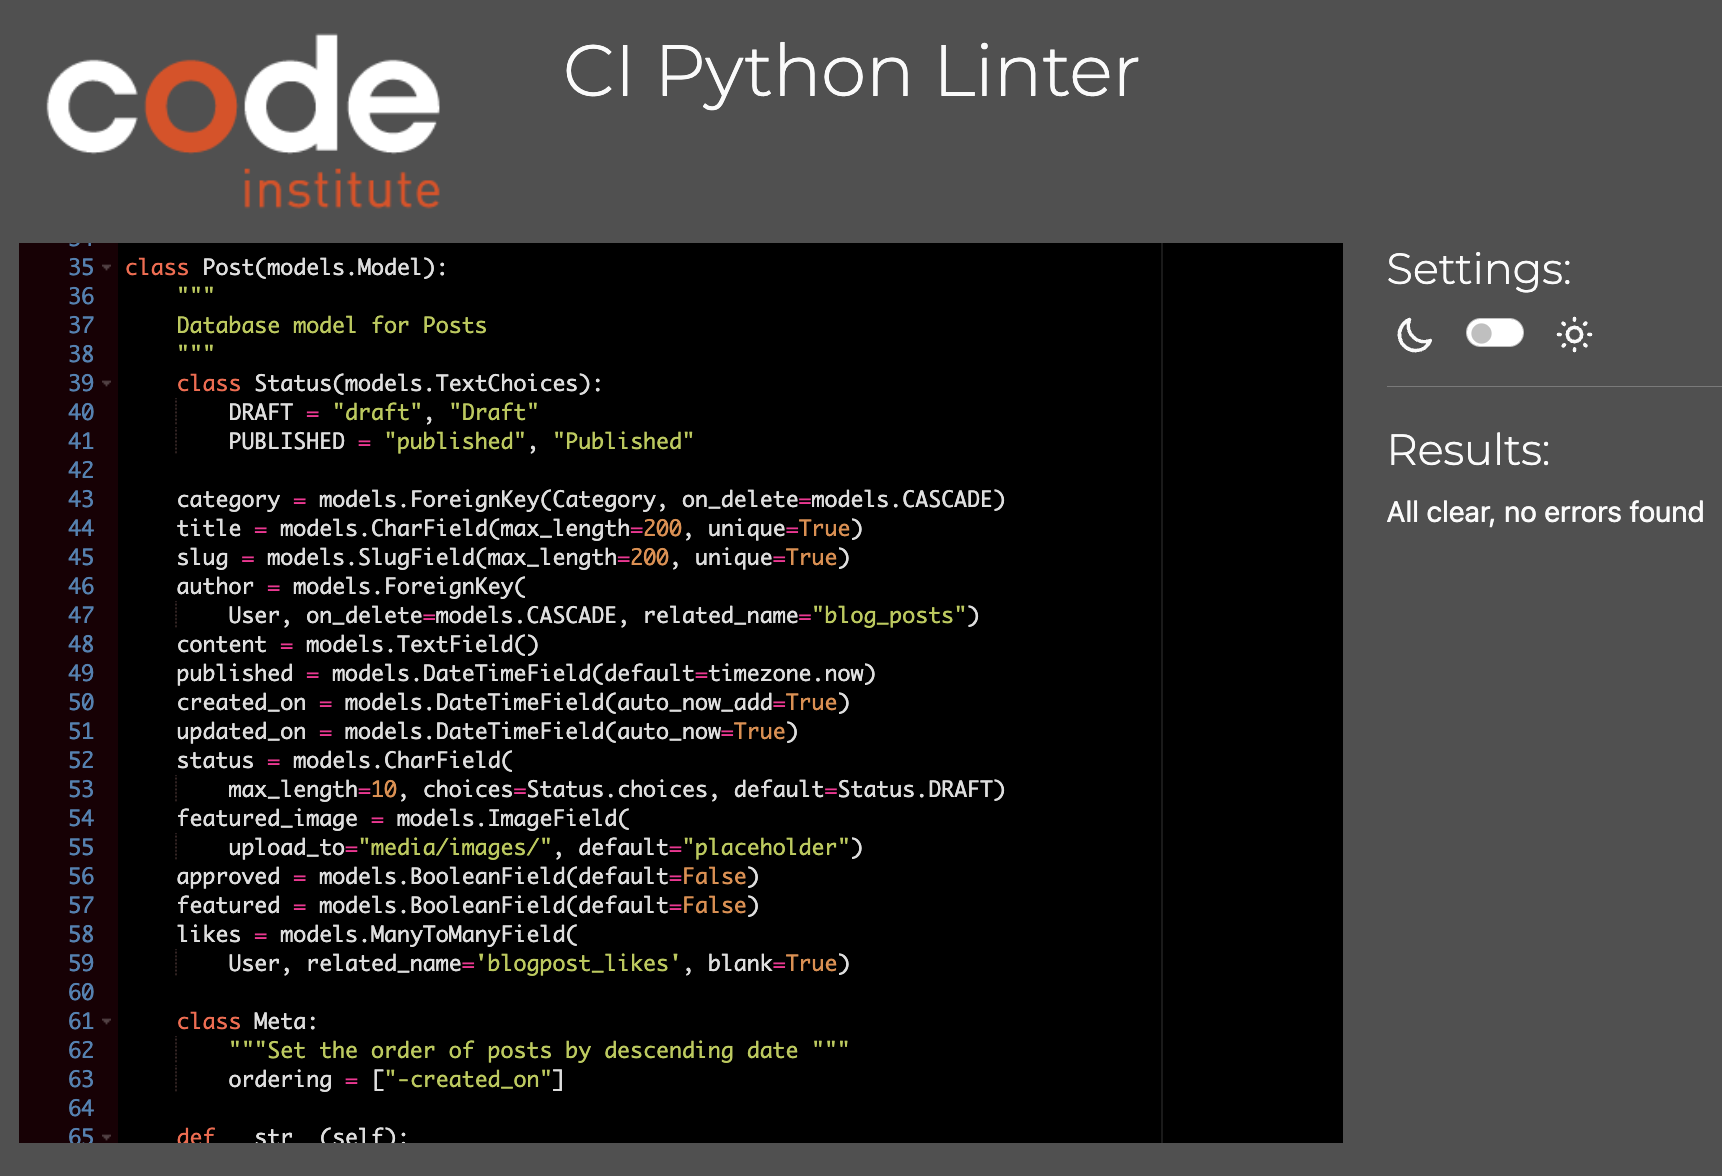 code
institute
CI Python Linter
35 class Post(models.Model):
36     """
37     Database model for Posts
38     """
39     class Status(models.TextChoices):
40         DRAFT = "draft", "Draft"
41         PUBLISHED = "published", "Published"
42
43     category = models.ForeignKey(Category, on_delete=models.CASCADE)
44     title = models.CharField(max_length=200, unique=True)
45     slug = models.SlugField(max_length=200, unique=True)
46     author = models.ForeignKey(
47         User, on_delete=models.CASCADE, related_name="blog_posts")
48     content = models.TextField()
49     published = models.DateTimeField(default=timezone.now)
50     created_on = models.DateTimeField(auto_now_add=True)
51     updated_on = models.DateTimeField(auto_now=True)
52     status = models.CharField(
53         max_length=10, choices=Status.choices, default=Status.DRAFT)
54     featured_image = models.ImageField(
55         upload_to="media/images/", default="placeholder")
56     approved = models.BooleanField(default=False)
57     featured = models.BooleanField(default=False)
58     likes = models.ManyToManyField(
59         User, related_name='blogpost_likes', blank=True)
60
61     class Meta:
62         """Set the order of posts by descending date """
63         ordering = ["-created_on"]
64
65     def __str__(self):
Settings:
Results:
All clear, no errors found